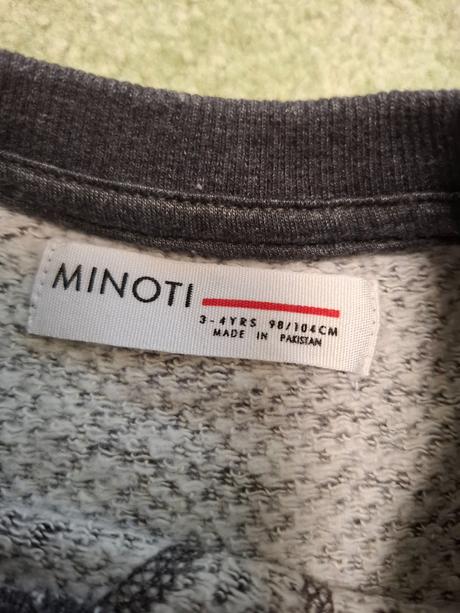 MINOTI
3-4YRS 98/104CM
MADE IN PAKISTAN